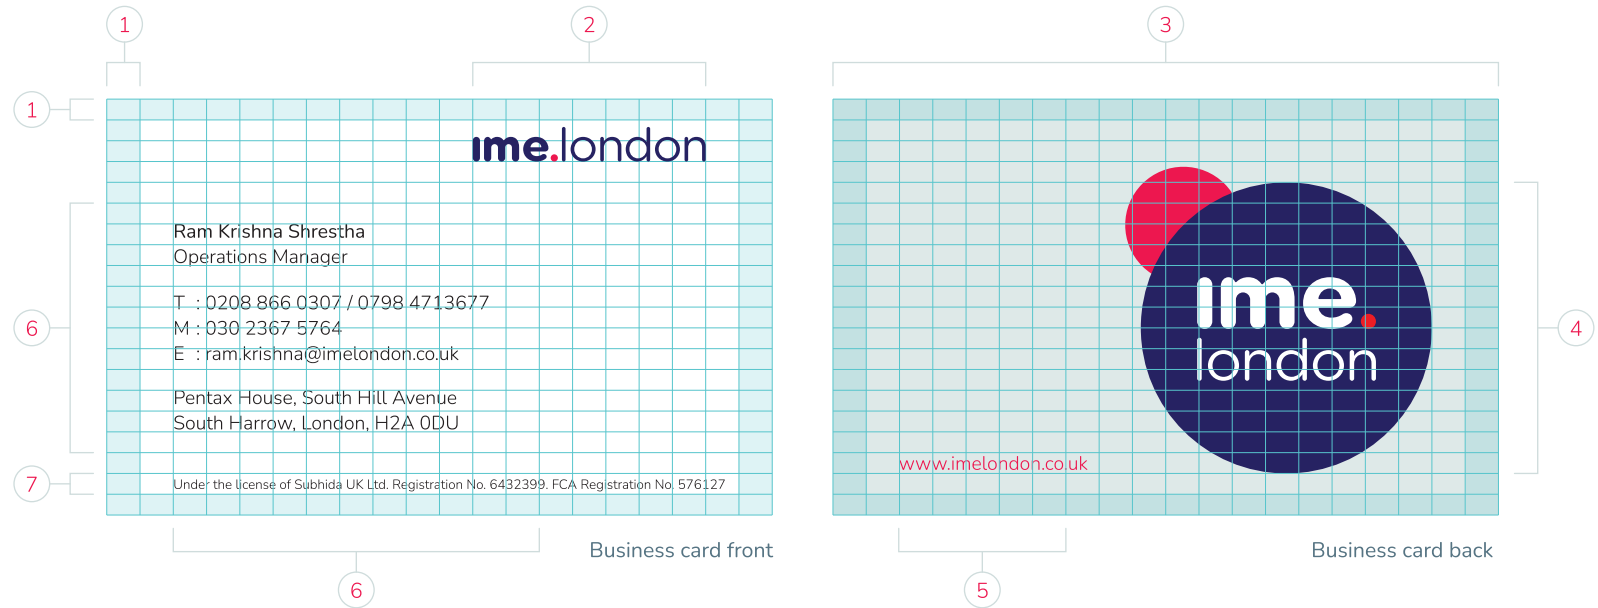 1
2
3
1
ime.london
Ram Krishna Shrestha
Operations Manager
T : 0208 866 0307 / 0798 4713677
M : 030 2367 5764
E : ram.krishna@imelondon.co.uk
Pentax House, South Hill Avenue
South Harrow, London, H2A 0DU
6
7
Under the license of Subhida UK Ltd. Registration No. 6432399. FCA Registration No. 576127
Business card front
6
ime.
london
4
www.imelondon.co.uk
Business card back
5